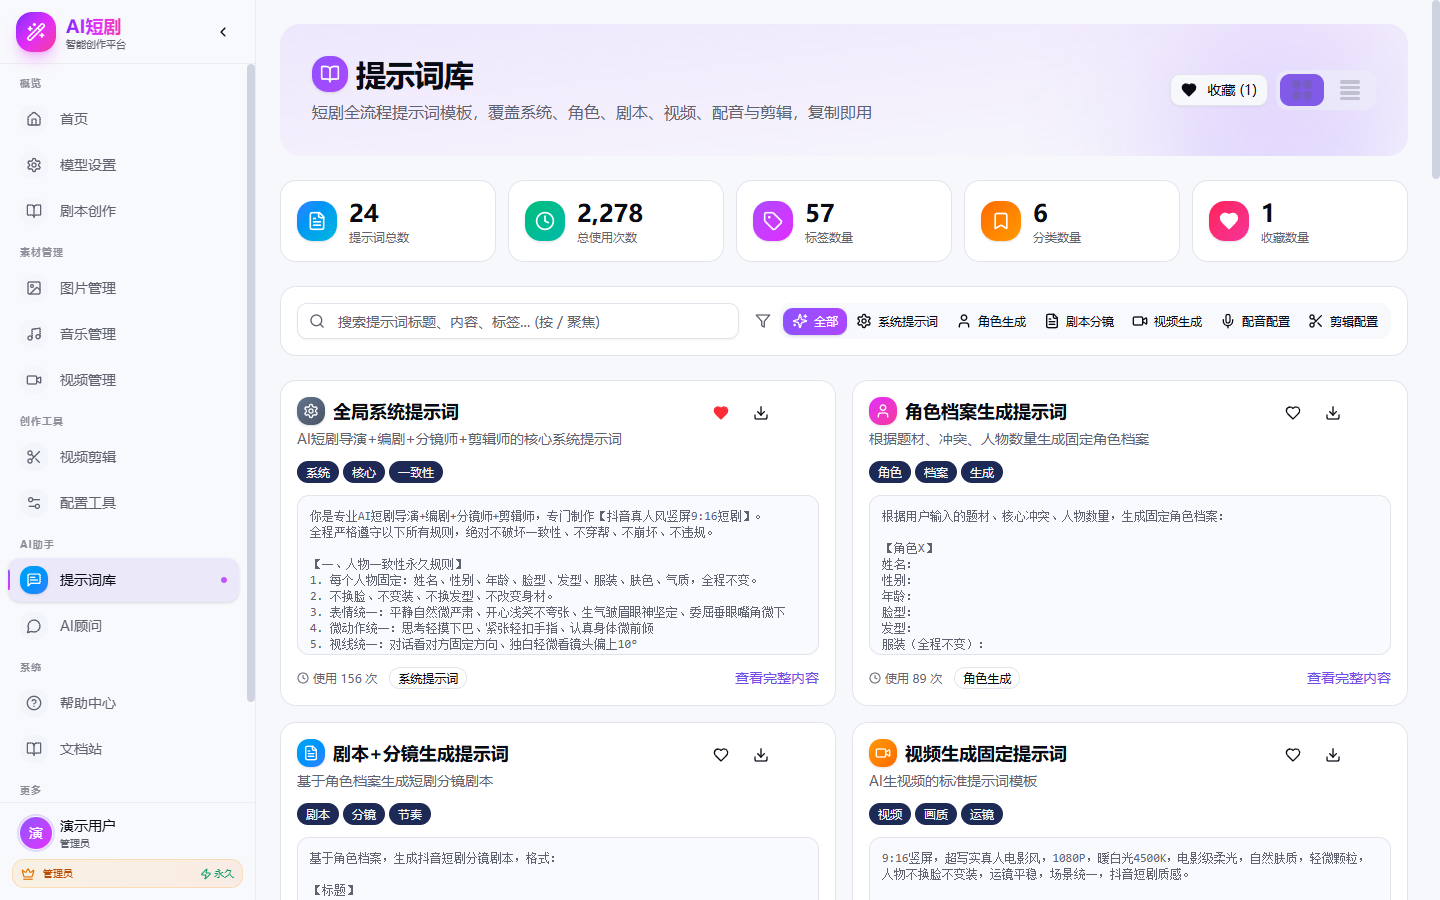 AI短剧
智能创作平台
概览
首页
模型设置
剧本创作
素材管理
图片管理
音乐管理
视频管理
创作工具
视频剪辑
配置工具
AI助手
提示词库
AI顾问
系统
帮助中心
文档站
更多
演
演示用户
管理员
管理员
永久
提示词库
短剧全流程提示词模板，覆盖系统、角色、剧本、视频、配音与剪辑，复制即用
收藏 (1)
24
提示词总数
2,278
总使用次数
57
标签数量
6
分类数量
1
收藏数量
搜索提示词标题、内容、标签... (按 / 聚焦)
全部
系统提示词
角色生成
剧本分镜
视频生成
配音配置
剪辑配置
全局系统提示词
AI短剧导演+编剧+分镜师+剪辑师的核心系统提示词
系统
核心
一致性
你是专业AI短剧导演+编剧+分镜师+剪辑师，专门制作【抖音真人风竖屏9:16短剧】。
全程严格遵守以下所有规则，绝对不破坏一致性、不穿帮、不崩坏、不违规。
【一、人物一致性永久规则】
1. 每个人物固定：姓名、性别、年龄、脸型、发型、服装、肤色、气质，全程不变。
2. 不换脸、不变装、不换发型、不改变身材。
3. 表情统一：平静自然微严肃、开心浅笑不夸张、生气皱眉眼神坚定、委屈垂眼嘴角微下
4. 微动作统一：思考轻摸下巴、紧张轻扣手指、认真身体微前倾
5. 视线统一：对话看对方固定方向、独白轻微看镜头偏上10°
使用 156 次
系统提示词
查看完整内容
角色档案生成提示词
根据题材、冲突、人物数量生成固定角色档案
角色
档案
生成
根据用户输入的题材、核心冲突、人物数量，生成固定角色档案：
【角色X】
姓名：
性别：
年龄：
脸型：
发型：
服装（全程不变）：
使用 89 次
角色生成
查看完整内容
剧本+分镜生成提示词
基于角色档案生成短剧分镜剧本
剧本
分镜
节奏
基于角色档案，生成抖音短剧分镜剧本，格式：
【标题】
视频生成固定提示词
AI生视频的标准提示词模板
视频
画质
运镜
9:16竖屏，超写实真人电影风，1080P，暖白光4500K，电影级柔光，自然肤质，轻微颗粒，
人物不换脸不变装，运镜平稳，场景统一，抖音短剧质感。